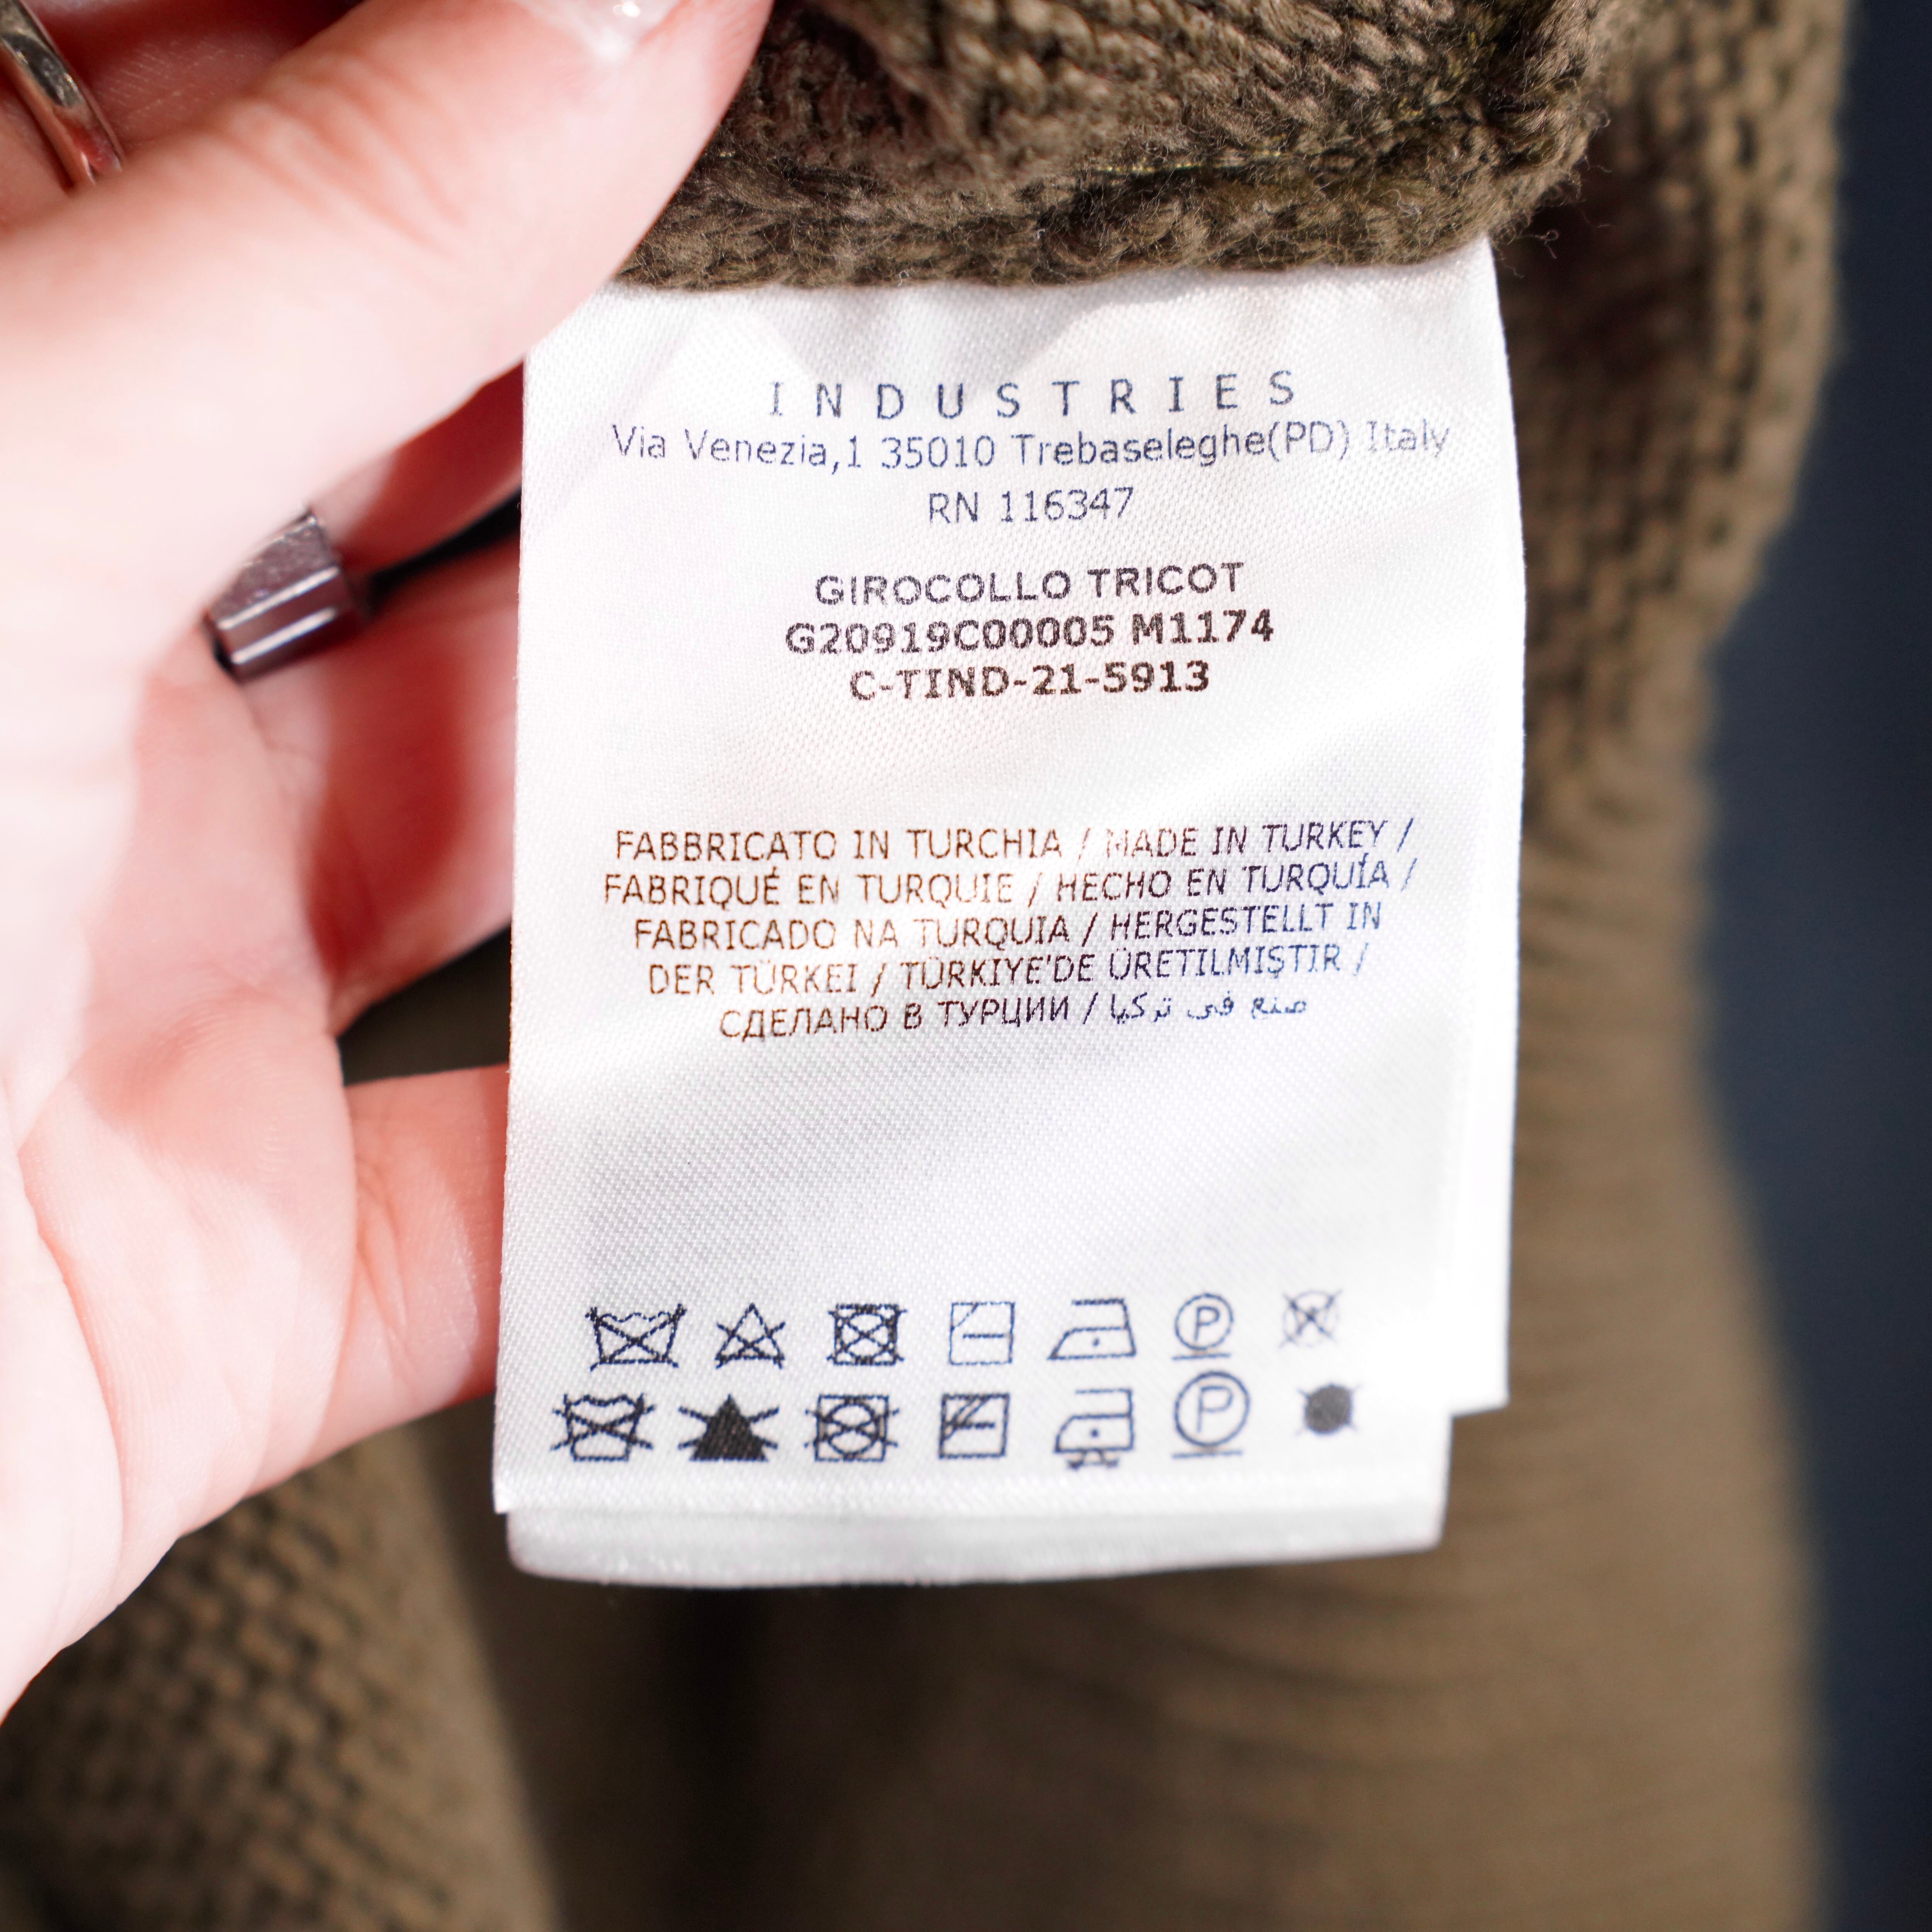 INDUSTRIES
Via Venezia,1 35010 Trebaseleghe(PD) Italy
RN 116347
GIROCOLLO TRICOT
G20919C00005 M1174
C-TIND-21-5913
FABBRICATO IN TURCHIA / MADE IN TURKEY /
FABRIQUÉ EN TURQUIE / HECHO EN TURQUÍA /
FABRICADO NA TURQUIA / HERGESTELLT IN
DER TÜRKEI / TÜRKIYE'DE ÜRETILMIŞTIR /
СДЕЛАНО В ТУРЦИИ / صنع في تركيا
P
P